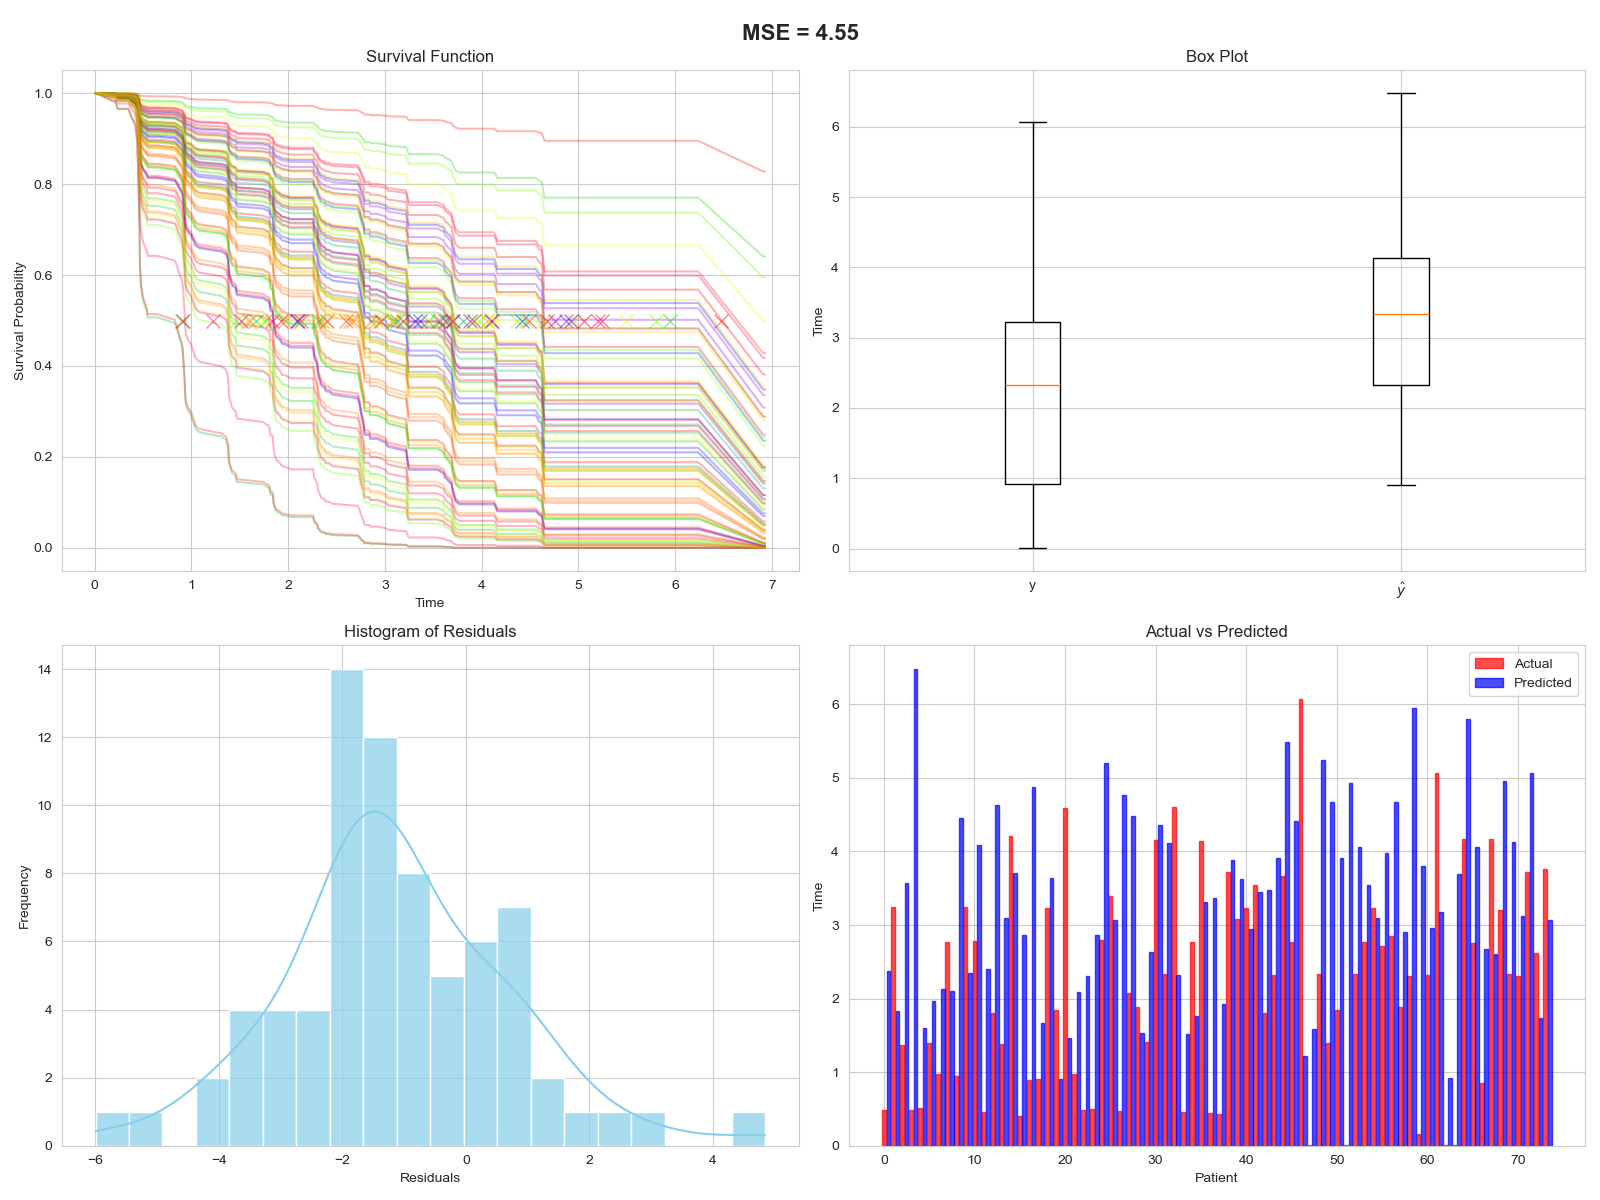 MSE = 4.55
Survival Function
1.0
0.8
0.6
0.4
0.2
0.0
Survival Probability
0 1 2 3 4 5 6 7
Time
Box Plot
6
5
4
3
2
1
0
Time
y ŷ
Histogram of Residuals
14
12
10
8
6
4
2
0
Frequency
−6 −4 −2 0 2 4
Residuals
Actual vs Predicted
Actual
Predicted
6
5
4
3
2
1
0
Time
0 10 20 30 40 50 60 70
Patient